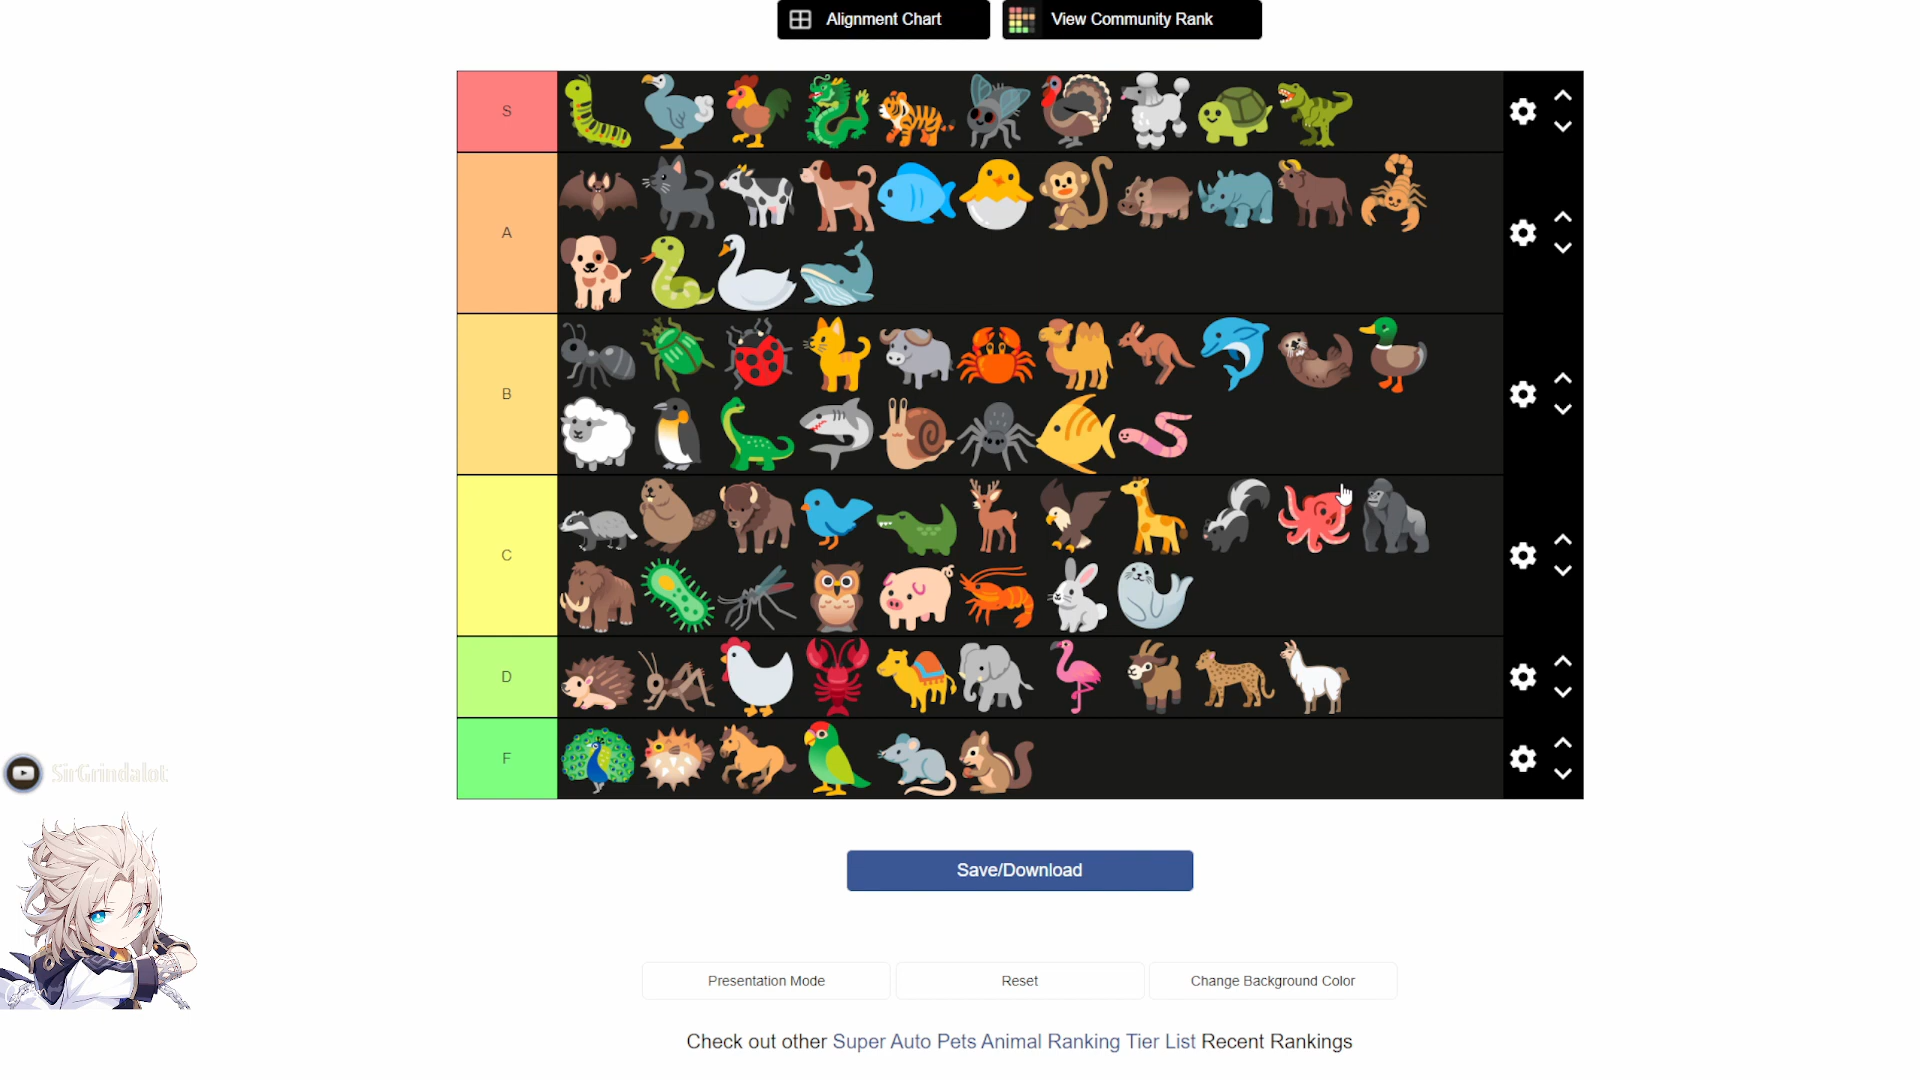 Alignment Chart
View Community Rank
S
A
B
C
D
F
SirGrindalot
Save/Download
Presentation Mode
Reset
Change Background Color
Check out other Super Auto Pets Animal Ranking Tier List Recent Rankings